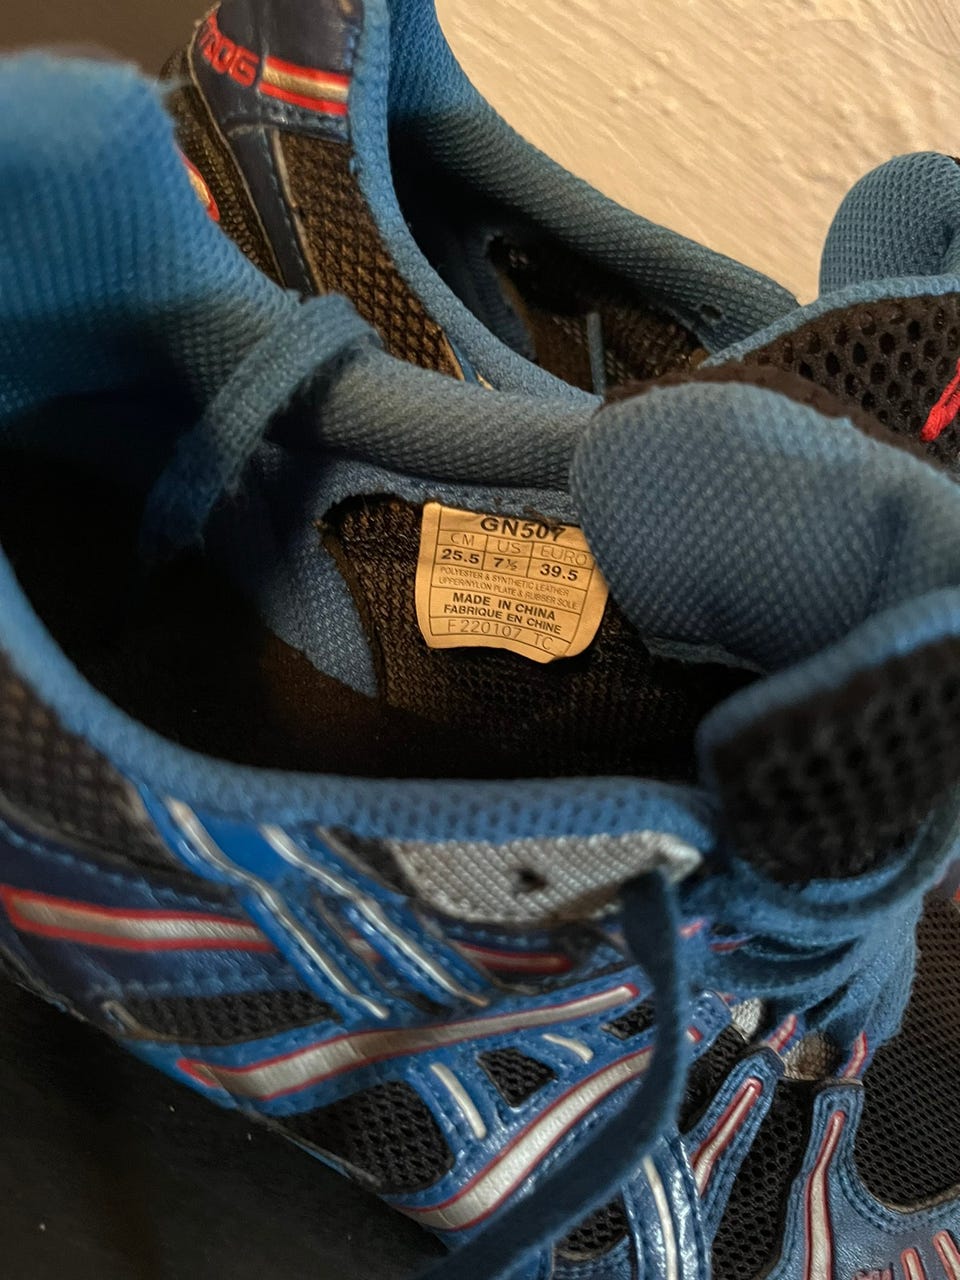 GN507
CM US EURO
25.5 7½ 39.5
POLYESTER & SYNTHETIC LEATHER
UPPER/NYLON PLATE & RUBBER SOLE
MADE IN CHINA
FABRIQUE EN CHINE
F220107 TC